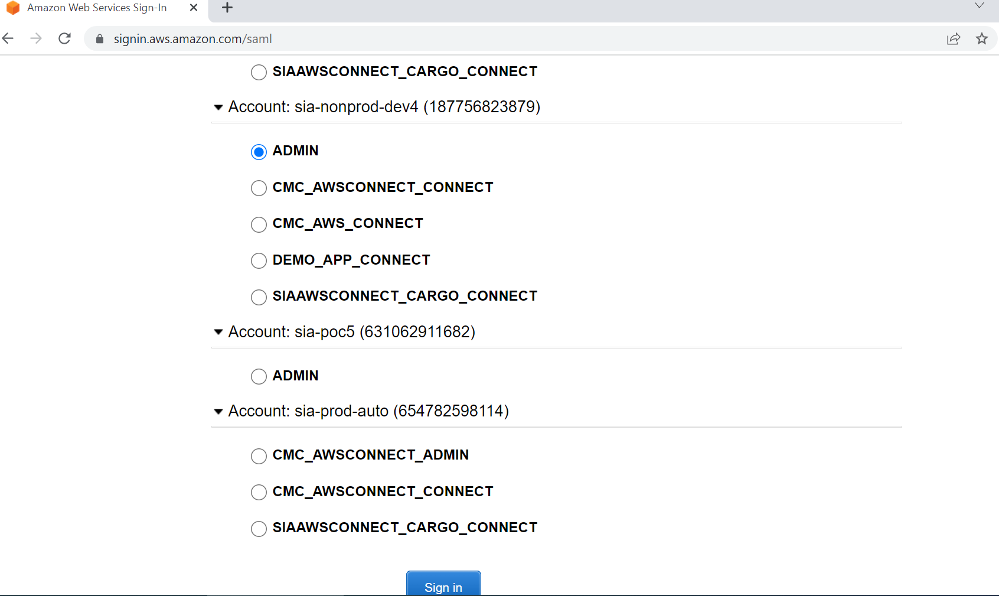 Amazon Web Services Sign-In
signin.aws.amazon.com/saml
SIAAWSCONNECT_CARGO_CONNECT
Account: sia-nonprod-dev4 (187756823879)
ADMIN
CMC_AWSCONNECT_CONNECT
CMC_AWS_CONNECT
DEMO_APP_CONNECT
SIAAWSCONNECT_CARGO_CONNECT
Account: sia-poc5 (631062911682)
ADMIN
Account: sia-prod-auto (654782598114)
CMC_AWSCONNECT_ADMIN
CMC_AWSCONNECT_CONNECT
SIAAWSCONNECT_CARGO_CONNECT
Sign in